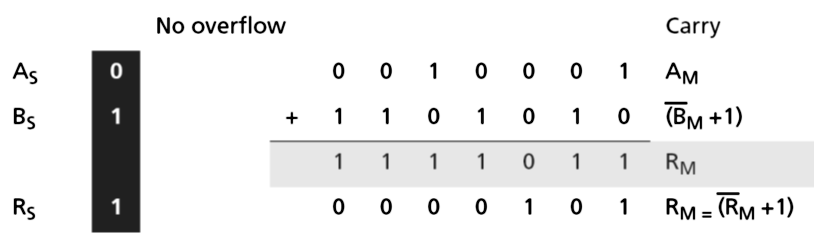 No overflow Carry
A_S 0 0 0 1 0 0 0 1 A_M
B_S 1 + 1 1 0 1 0 1 0 (B̅_M +1)
1 1 1 1 0 1 1 R_M
R_S 1 0 0 0 0 1 0 1 R_M = (R̅_M +1)